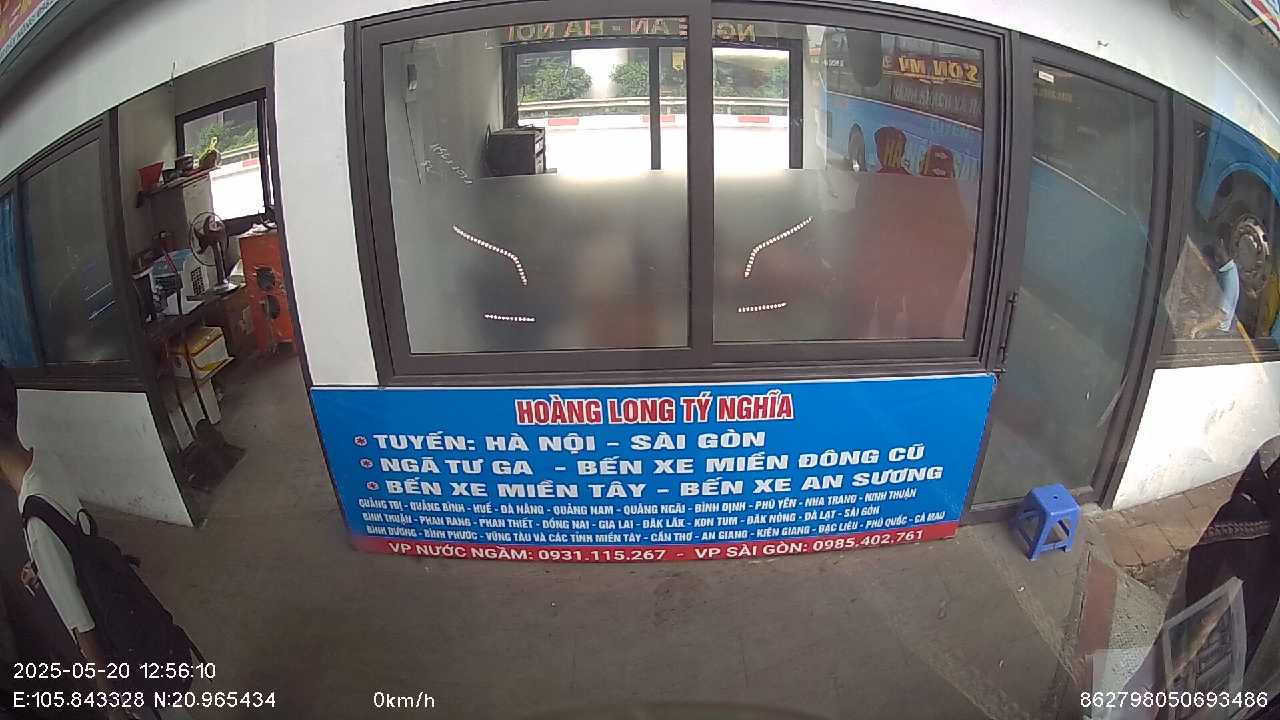 SƠN MỸ
HOÀNG LONG TÝ NGHĨA
* TUYẾN: HÀ NỘI - SÀI GÒN
* NGÃ TƯ GA - BẾN XE MIỀN ĐÔNG CŨ
* BẾN XE MIỀN TÂY - BẾN XE AN SƯƠNG
QUẢNG TRỊ - QUẢNG BÌNH - HUẾ - ĐÀ NẴNG - QUẢNG NAM - QUẢNG NGÃI - BÌNH ĐỊNH - PHÚ YÊN - NHA TRANG - NINH THUẬN
BÌNH THUẬN - PHAN RANG - PHAN THIẾT - ĐỒNG NAI - GIA LAI - ĐĂK LĂK - KON TUM - ĐĂK NÔNG - ĐÀ LẠT - SÀI GÒN
BÌNH DƯƠNG - BÌNH PHƯỚC - VŨNG TÀU VÀ CÁC TỈNH MIỀN TÂY - CẦN THƠ - AN GIANG - KIÊN GIANG - BẠC LIÊU - PHÚ QUỐC - CÀ MAU
VP NƯỚC NGẦM: 0931.115.267 - VP SÀI GÒN: 0985.402.761
2025-05-20 12:56:10
E:105.843328 N:20.965434 0km/h 862798050693486